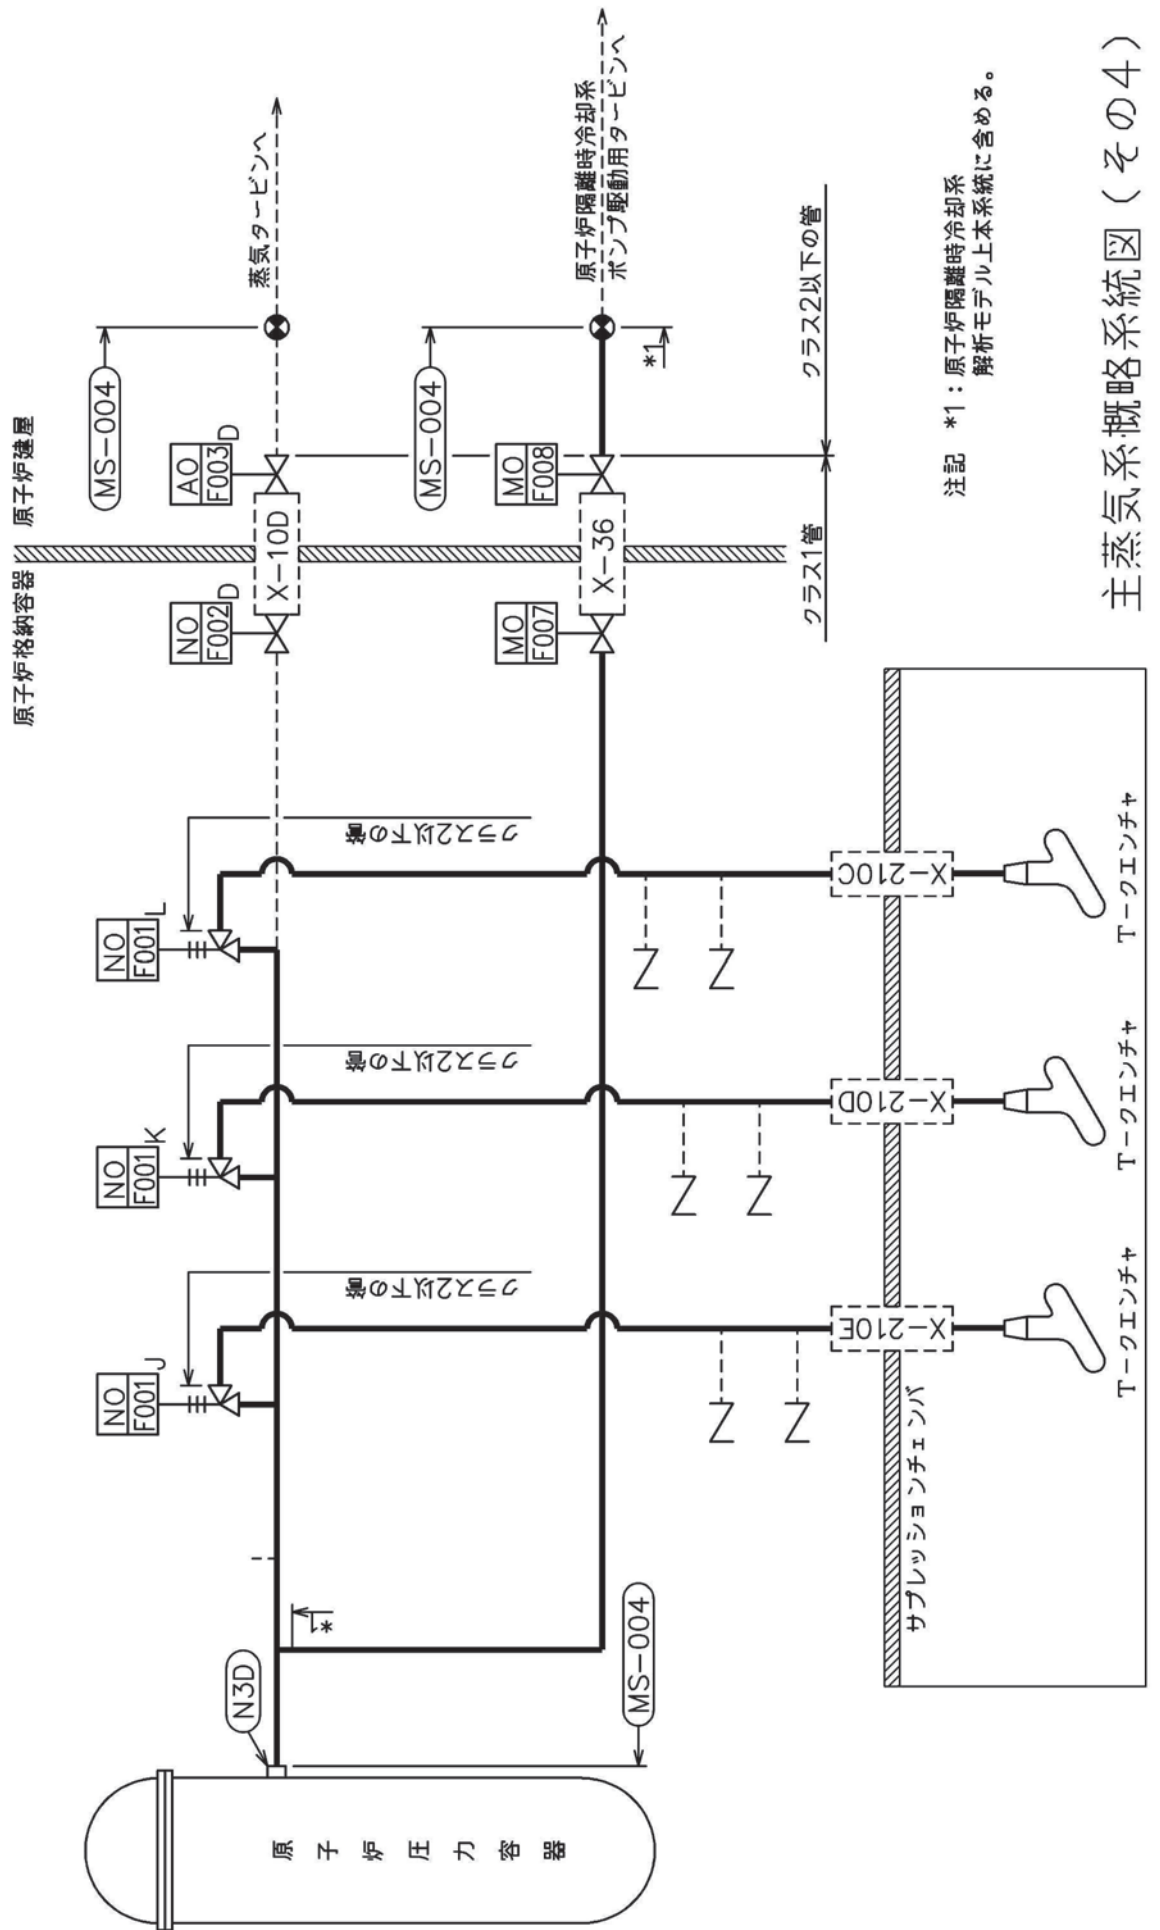 原子炉格納容器
原子炉建屋
MS-004
NO
F001
J
NO
F001
K
NO
F001
L
NO
F002
D
AO
F003
D
X-10D
蒸気タービンへ
N3D
*1
クラス2以下の管
クラス2以下の管
クラス2以下の管
MS-004
MO
F007
MO
F008
X-36
原子炉隔離時冷却系
ポンプ駆動用タービンへ
*1
原子炉圧力容器
MS-004
クラス1管
クラス2以下の管
X-210E
X-210D
X-210C
サプレッションチェンバ
T-クエンチャ
T-クエンチャ
T-クエンチャ
注記 *1:原子炉隔離時冷却系
解析モデル上本系統に含める。
主蒸気系概略系統図(その4)